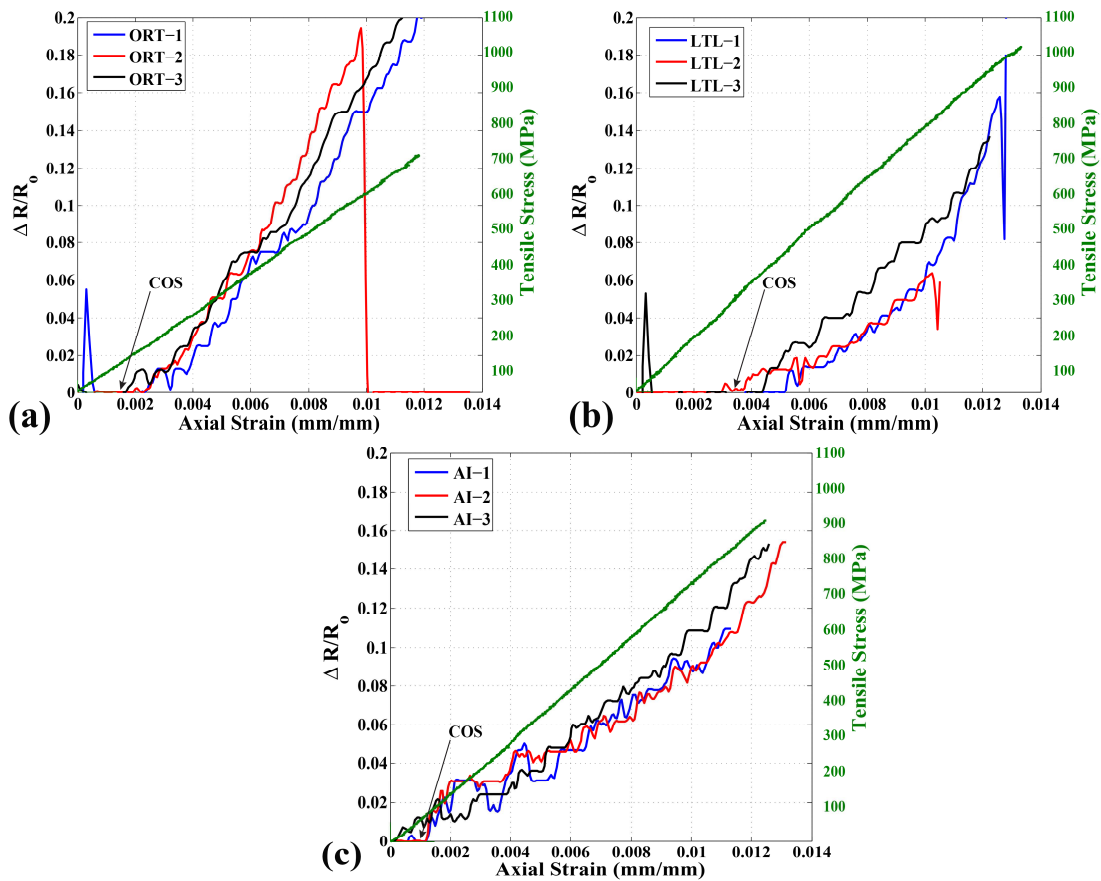 0.2
0.18
0.16
0.14
0.12
0.1
0.08
0.06
0.04
0.02
0
Δ R/R₀
ORT−1
ORT−2
ORT−3
COS
1100
1000
900
800
700
600
500
400
300
200
100
Tensile Stress (MPa)
0 0.002 0.004 0.006 0.008 0.01 0.012 0.014
Axial Strain (mm/mm)
(a)
0.2
0.18
0.16
0.14
0.12
0.1
0.08
0.06
0.04
0.02
0
Δ R/R₀
LTL−1
LTL−2
LTL−3
COS
1100
1000
900
800
700
600
500
400
300
200
100
Tensile Stress (MPa)
0 0.002 0.004 0.006 0.008 0.01 0.012 0.014
Axial Strain (mm/mm)
(b)
0.2
0.18
0.16
0.14
0.12
0.1
0.08
0.06
0.04
0.02
0
Δ R/R₀
AI−1
AI−2
AI−3
COS
1100
1000
900
800
700
600
500
400
300
200
100
Tensile Stress (MPa)
0 0.002 0.004 0.006 0.008 0.01 0.012 0.014
Axial Strain (mm/mm)
(c)